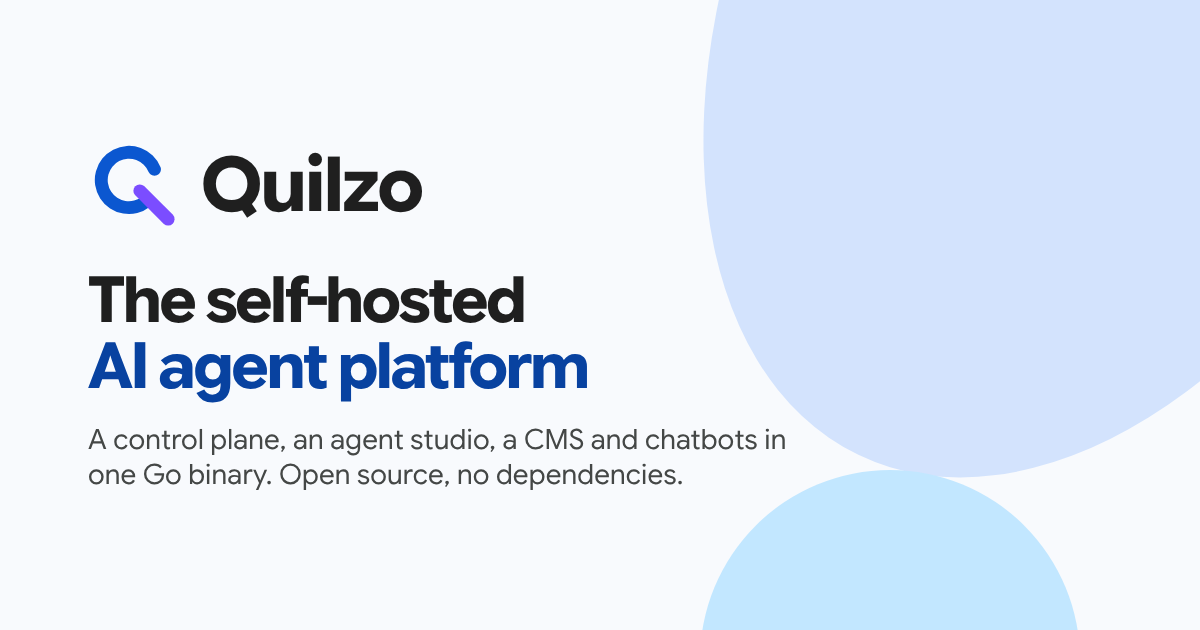 Quilzo
The self-hosted
AI agent platform
A control plane, an agent studio, a CMS and chatbots in
one Go binary. Open source, no dependencies.